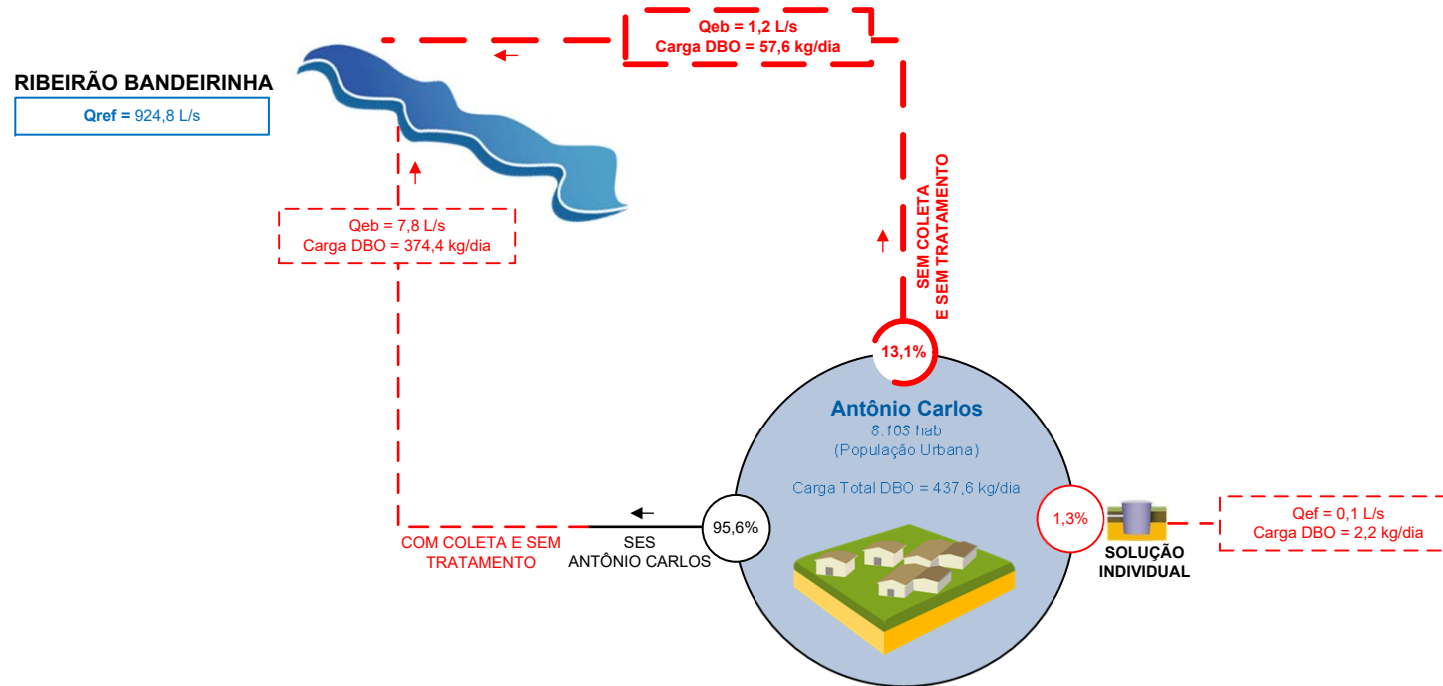 Qeb = 1,2 L/s
Carga DBO = 57,6 kg/dia
RIBEIRÃO BANDEIRINHA
Qref = 924,8 L/s
Qeb = 7,8 L/s
Carga DBO = 374,4 kg/dia
SEM COLETA
E SEM TRATAMENTO
13,1%
Antônio Carlos
8.103 hab
(População Urbana)
Carga Total DBO = 437,6 kg/dia
95,6%
SES
ANTÔNIO CARLOS
COM COLETA E SEM
TRATAMENTO
1,3%
SOLUÇÃO
INDIVIDUAL
Qef = 0,1 L/s
Carga DBO = 2,2 kg/dia